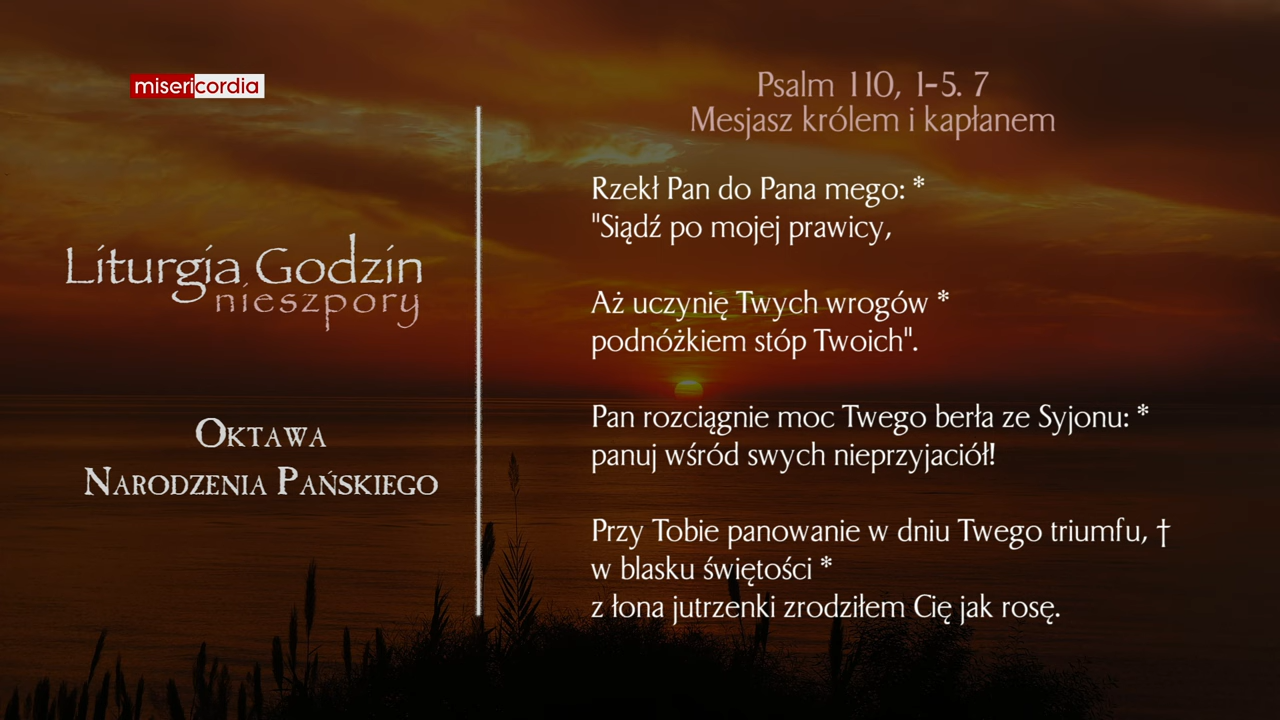 misericordia
Liturgia Godzin
nieszpory
Oktawa
Narodzenia Pańskiego
Psalm 110, 1-5. 7
Mesjasz królem i kapłanem
Rzekł Pan do Pana mego: *
"Siądź po mojej prawicy,
Aż uczynię Twych wrogów *
podnóżkiem stóp Twoich".
Pan rozciągnie moc Twego berła ze Syjonu: *
panuj wśród swych nieprzyjaciół!
Przy Tobie panowanie w dniu Twego triumfu, †
w blasku świętości *
z łona jutrzenki zrodziłem Cię jak rosę.